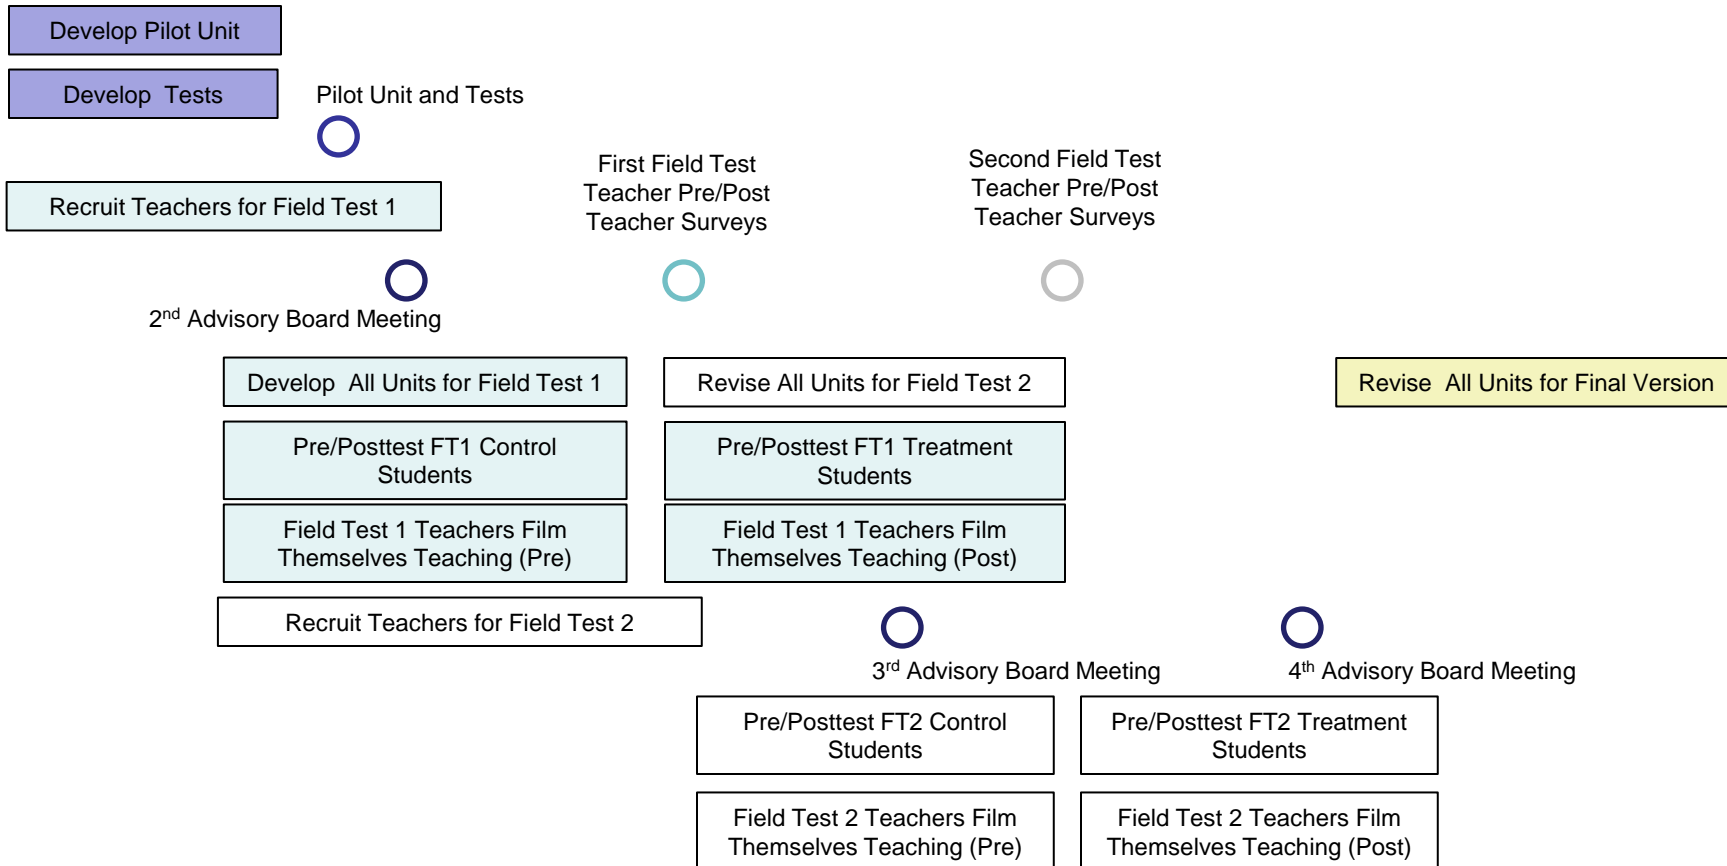 Develop Pilot Unit
Develop Tests
Pilot Unit and Tests
Recruit Teachers for Field Test 1
First Field Test
Teacher Pre/Post
Teacher Surveys
Second Field Test
Teacher Pre/Post
Teacher Surveys
2nd Advisory Board Meeting
Develop All Units for Field Test 1
Revise All Units for Field Test 2
Revise All Units for Final Version
Pre/Posttest FT1 Control
Students
Pre/Posttest FT1 Treatment
Students
Field Test 1 Teachers Film
Themselves Teaching (Pre)
Field Test 1 Teachers Film
Themselves Teaching (Post)
Recruit Teachers for Field Test 2
3rd Advisory Board Meeting
4th Advisory Board Meeting
Pre/Posttest FT2 Control
Students
Pre/Posttest FT2 Treatment
Students
Field Test 2 Teachers Film
Themselves Teaching (Pre)
Field Test 2 Teachers Film
Themselves Teaching (Post)